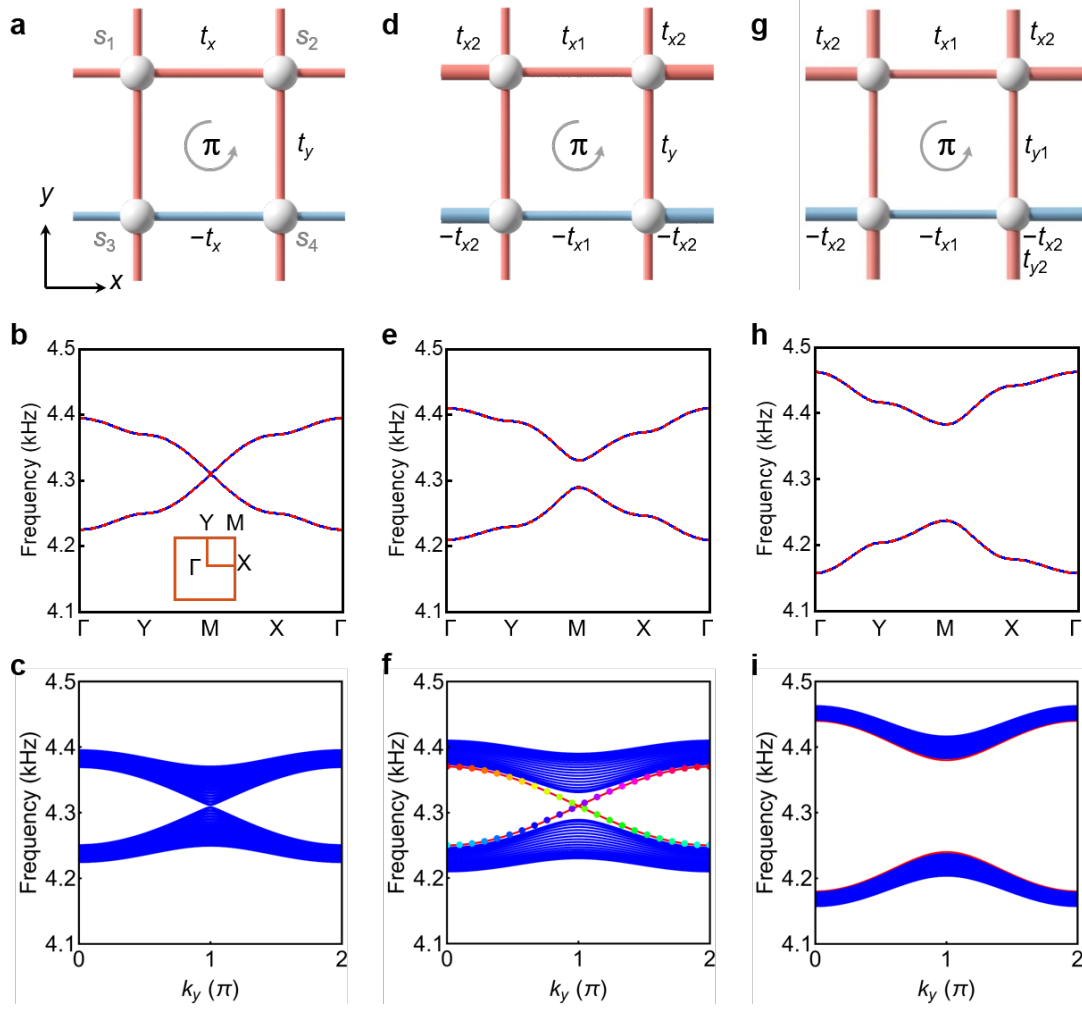 a
s1 tx s2
π
ty
y
s3 −tx s4
x
d
tx2 tx1 tx2
π
ty
−tx2 −tx1 −tx2
g
tx2 tx1 tx2
π
ty1
−tx2 −tx1 −tx2
ty2
b
Frequency (kHz)
4.5
4.4
4.3
4.2
4.1
Y M
Γ X
Γ Y M X Γ
e
Frequency (kHz)
4.5
4.4
4.3
4.2
4.1
Γ Y M X Γ
h
Frequency (kHz)
4.5
4.4
4.3
4.2
4.1
Γ Y M X Γ
c
Frequency (kHz)
4.5
4.4
4.3
4.2
4.1
0 1 2
ky (π)
f
Frequency (kHz)
4.5
4.4
4.3
4.2
4.1
0 1 2
ky (π)
i
Frequency (kHz)
4.5
4.4
4.3
4.2
4.1
0 1 2
ky (π)